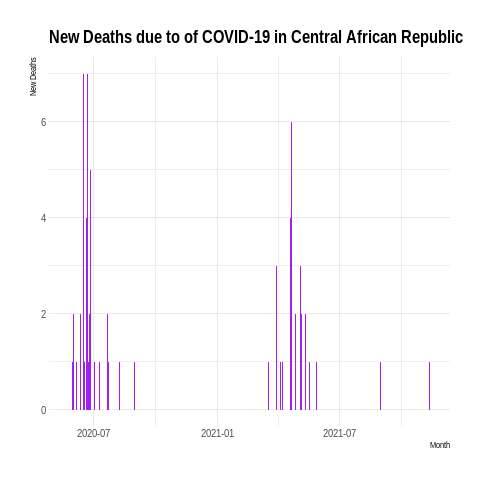 New Deaths due to of COVID-19 in Central African Republic
New Deaths
6
4
2
0
2020-07
2021-01
2021-07
Month